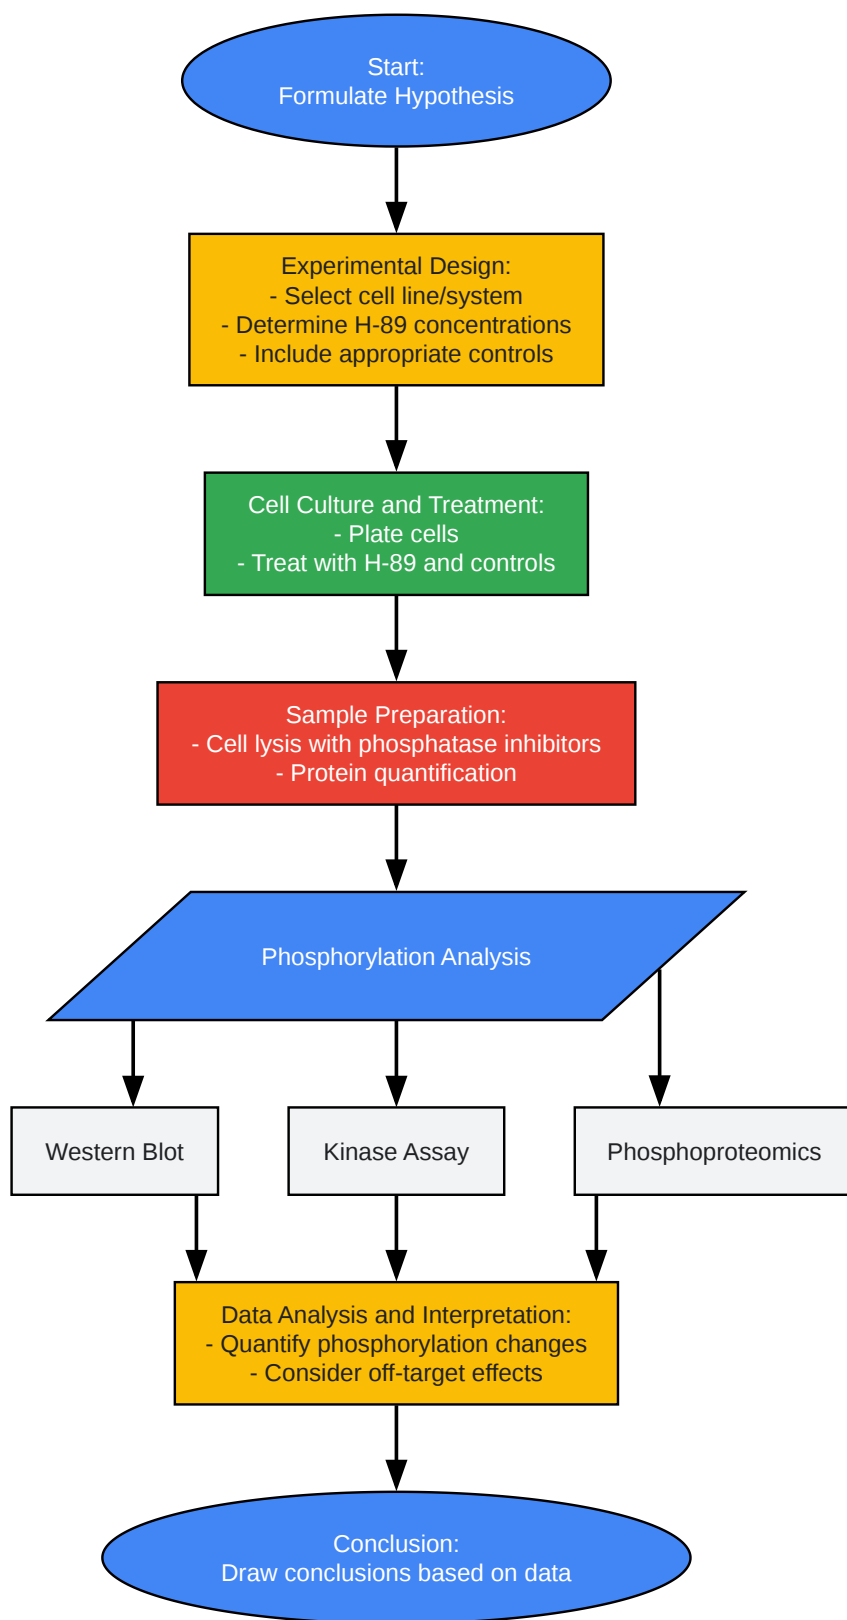 Start:
Formulate Hypothesis
Experimental Design:
- Select cell line/system
- Determine H-89 concentrations
- Include appropriate controls
Cell Culture and Treatment:
- Plate cells
- Treat with H-89 and controls
Sample Preparation:
- Cell lysis with phosphatase inhibitors
- Protein quantification
Phosphorylation Analysis
Western Blot
Kinase Assay
Phosphoproteomics
Data Analysis and Interpretation:
- Quantify phosphorylation changes
- Consider off-target effects
Conclusion:
Draw conclusions based on data